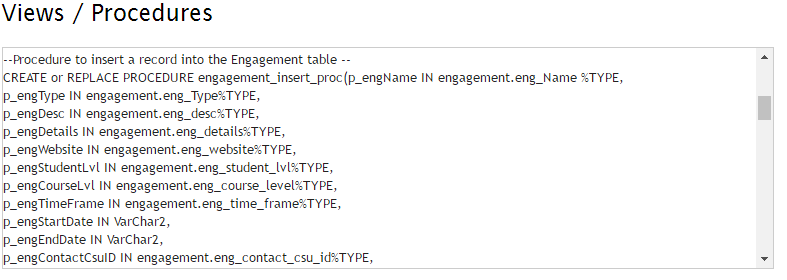 Views / Procedures
--Procedure to insert a record into the Engagement table --
CREATE or REPLACE PROCEDURE engagement_insert_proc(p_engName IN engagement.eng_Name %TYPE,
p_engType IN engagement.eng_Type%TYPE,
p_engDesc IN engagement.eng_desc%TYPE,
p_engDetails IN engagement.eng_details%TYPE,
p_engWebsite IN engagement.eng_website%TYPE,
p_engStudentLvl IN engagement.eng_student_lvl%TYPE,
p_engCourseLvl IN engagement.eng_course_level%TYPE,
p_engTimeFrame IN engagement.eng_time_frame%TYPE,
p_engStartDate IN VarChar2,
p_engEndDate IN VarChar2,
p_engContactCsuID IN engagement.eng_contact_csu_id%TYPE,